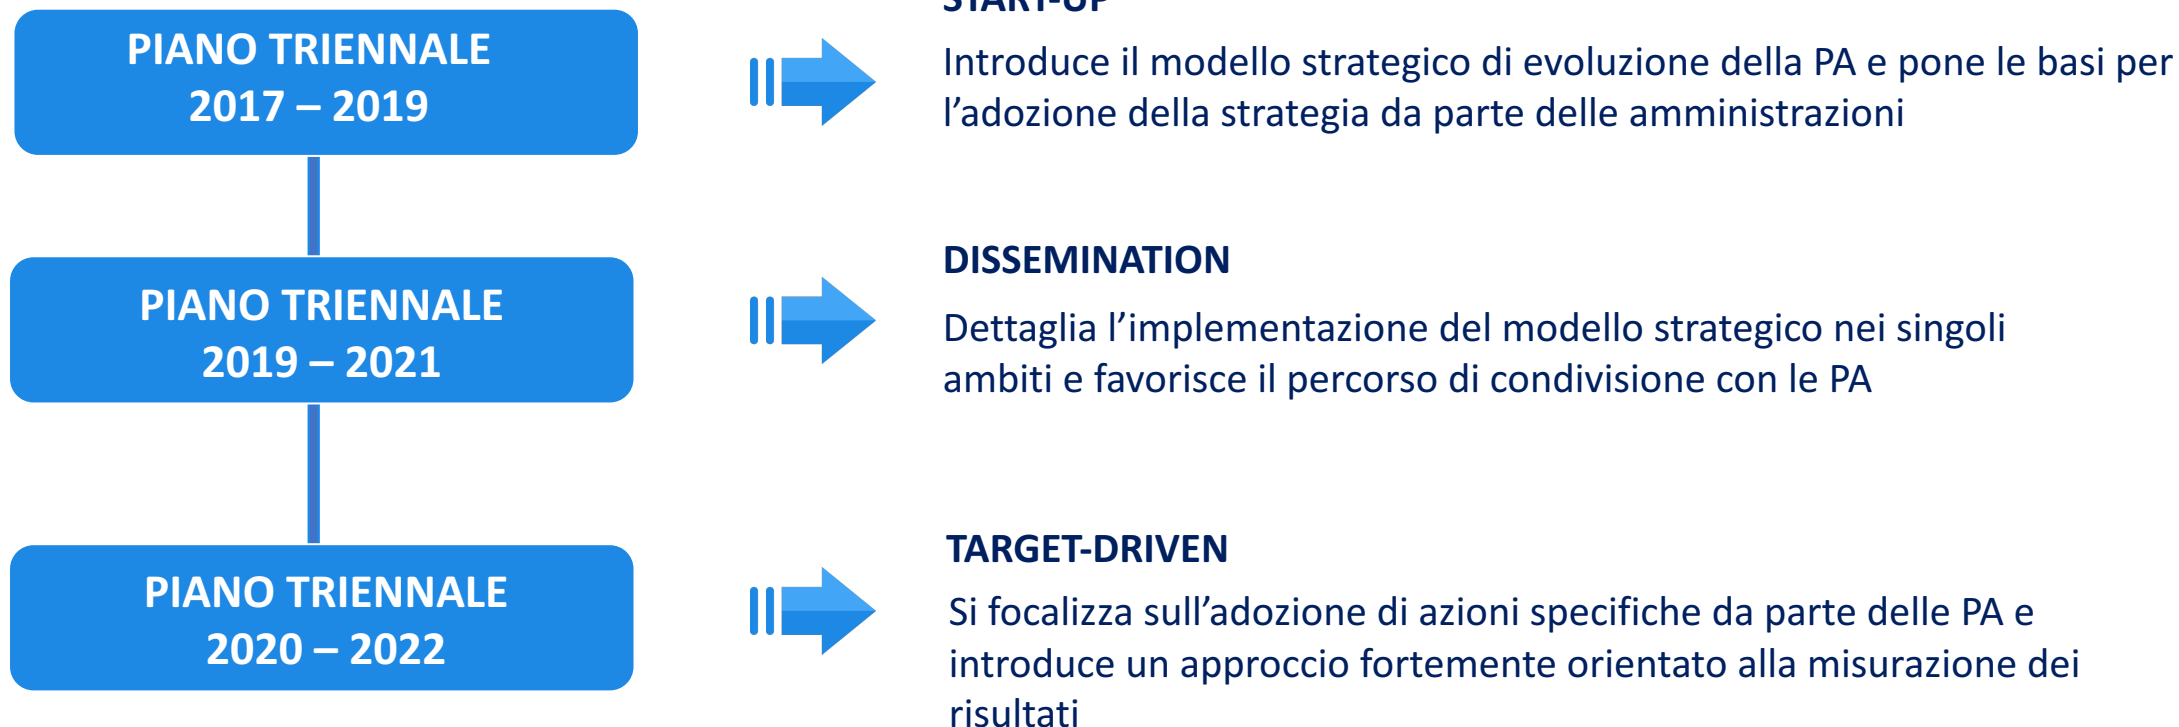 START-UP
PIANO TRIENNALE
2017 – 2019
Introduce il modello strategico di evoluzione della PA e pone le basi per
l’adozione della strategia da parte delle amministrazioni
DISSEMINATION
PIANO TRIENNALE
2019 – 2021
Dettaglia l’implementazione del modello strategico nei singoli
ambiti e favorisce il percorso di condivisione con le PA
TARGET-DRIVEN
PIANO TRIENNALE
2020 – 2022
Si focalizza sull’adozione di azioni specifiche da parte delle PA e
introduce un approccio fortemente orientato alla misurazione dei
risultati